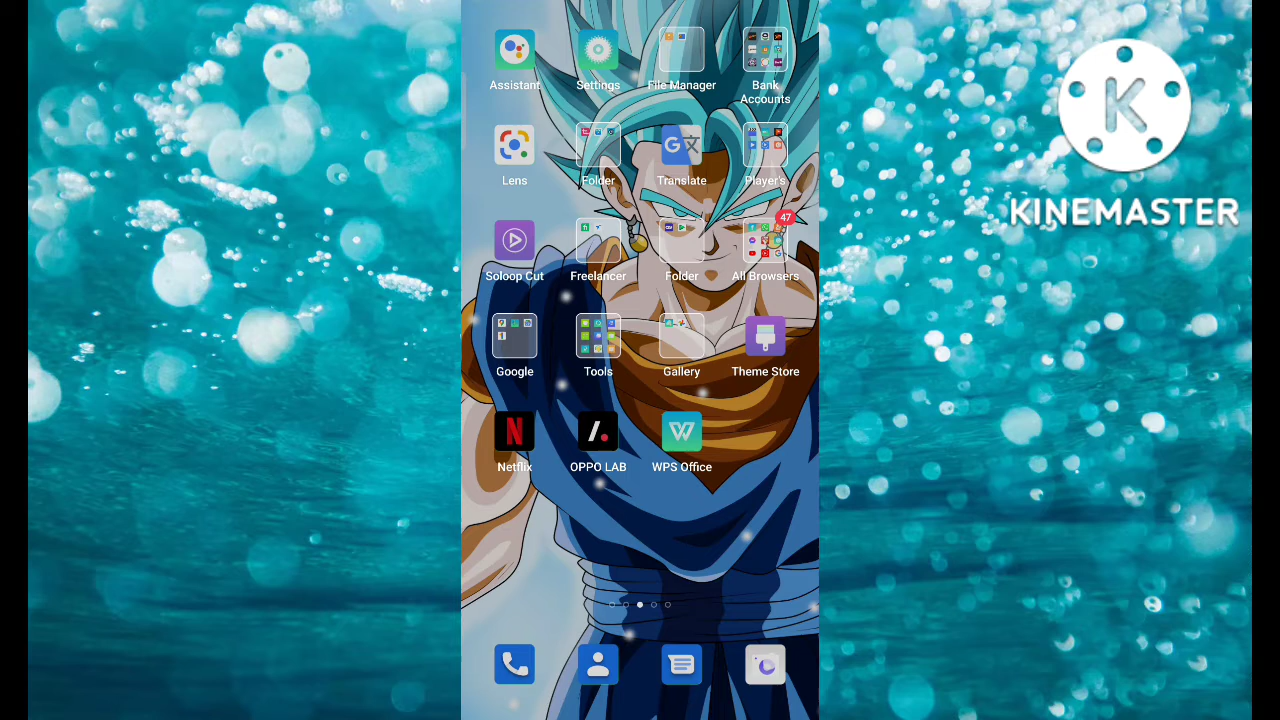 Assistant
Settings
File Manager
Bank
Accounts
Lens
Folder
Translate
Player's
47
Soloop Cut
Freelancer
Folder
All Browsers
Google
Tools
Gallery
Theme Store
Netflix
OPPO LAB
WPS Office
K
KINEMASTER